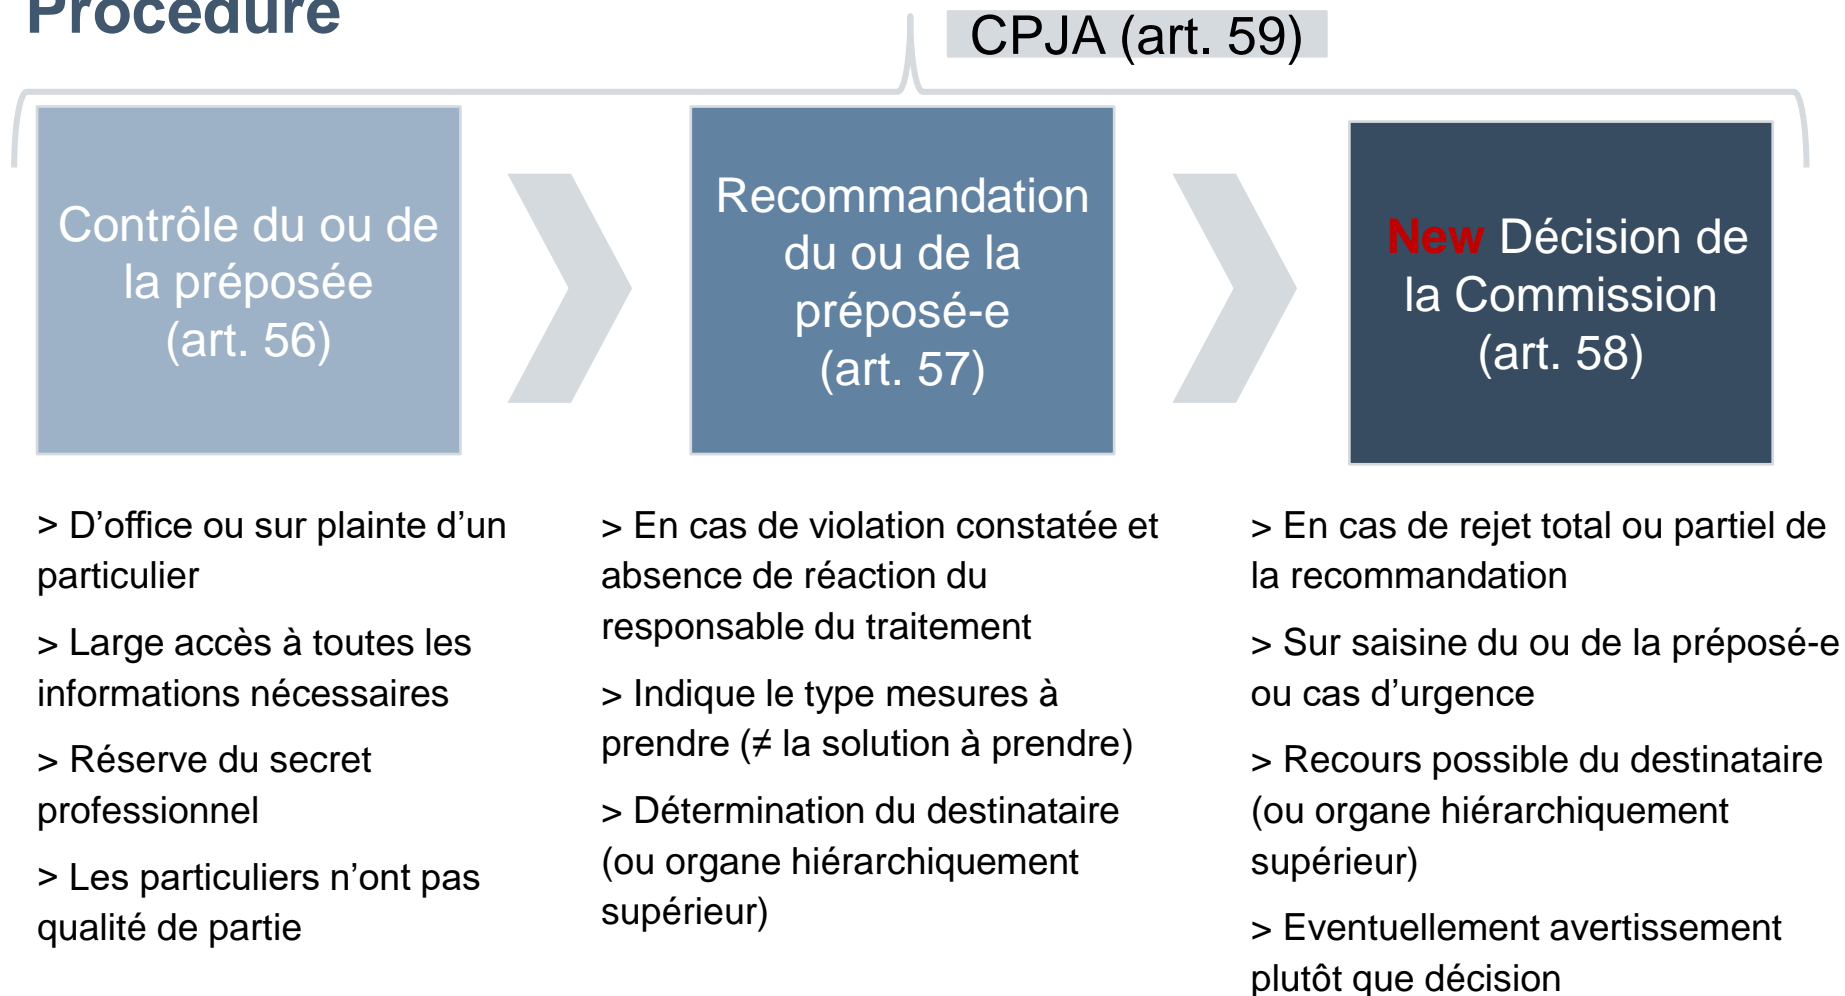 Procédure
CPJA (art. 59)
Contrôle du ou de
la préposée
(art. 56)
Recommandation
du ou de la
préposé-e
(art. 57)
New Décision de
la Commission
(art. 58)
> D’office ou sur plainte d’un
particulier
> Large accès à toutes les
informations nécessaires
> Réserve du secret
professionnel
> Les particuliers n’ont pas
qualité de partie
> En cas de violation constatée et
absence de réaction du
responsable du traitement
> Indique le type mesures à
prendre (≠ la solution à prendre)
> Détermination du destinataire
(ou organe hiérarchiquement
supérieur)
> En cas de rejet total ou partiel de
la recommandation
> Sur saisine du ou de la préposé-e
ou cas d’urgence
> Recours possible du destinataire
(ou organe hiérarchiquement
supérieur)
> Eventuellement avertissement
plutôt que décision